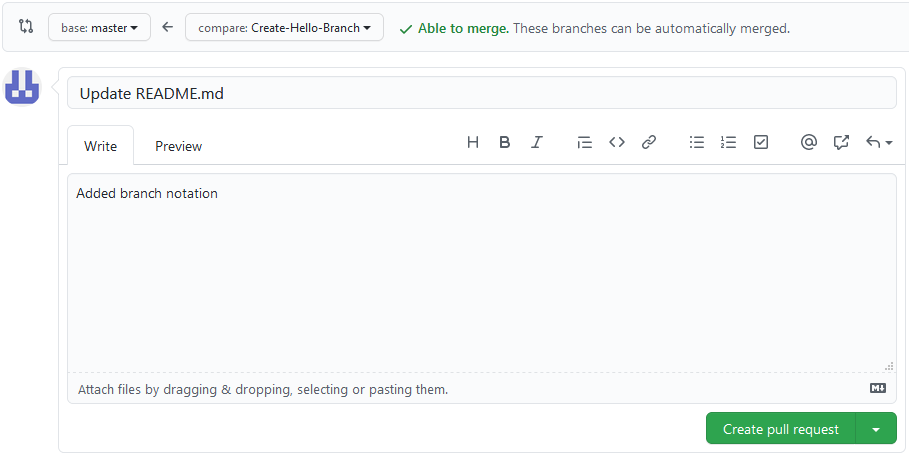 base: master compare: Create-Hello-Branch Able to merge. These branches can be automatically merged.
Update README.md
Write Preview H B I
Added branch notation
Attach files by dragging & dropping, selecting or pasting them.
Create pull request